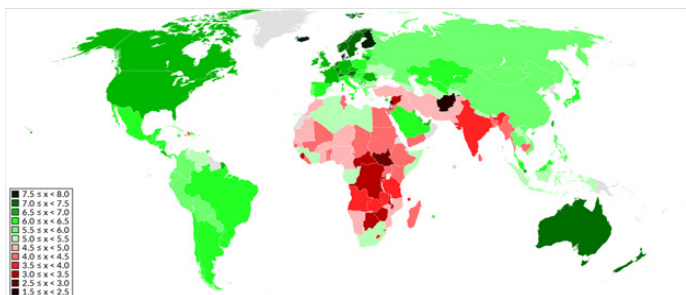 7.5 ≤ x < 8.0
7.0 ≤ x < 7.5
6.5 ≤ x < 7.0
6.0 ≤ x < 6.5
5.5 ≤ x < 6.0
5.0 ≤ x < 5.5
4.5 ≤ x < 5.0
4.0 ≤ x < 4.5
3.5 ≤ x < 4.0
3.0 ≤ x < 3.5
2.5 ≤ x < 3.0
1.5 ≤ x < 2.5